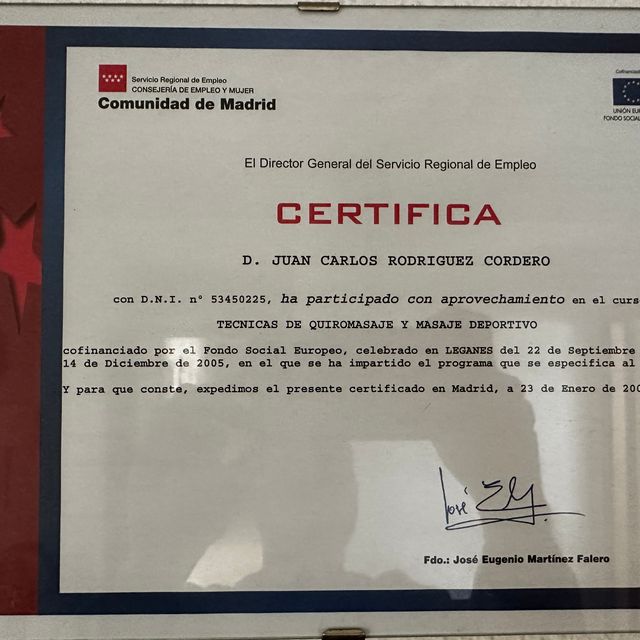 Servicio Regional de Empleo
CONSEJERÍA DE EMPLEO Y MUJER
Comunidad de Madrid
UNIÓN
FONDO SOCIAL
El Director General del Servicio Regional de Empleo
CERTIFICA
D. JUAN CARLOS RODRIGUEZ CORDERO
con D.N.I. nº 53450225, ha participado con aprovechamiento en el curs
TECNICAS DE QUIROMASAJE Y MASAJE DEPORTIVO
cofinanciado por el Fondo Social Europeo, celebrado en LEGANES del 22 de Septiembre
14 de Diciembre de 2005, en el que se ha impartido el programa que se especifica al
Y para que conste, expedimos el presente certificado en Madrid, a 23 de Enero de 200
José
Fdo.: José Eugenio Martínez Falero